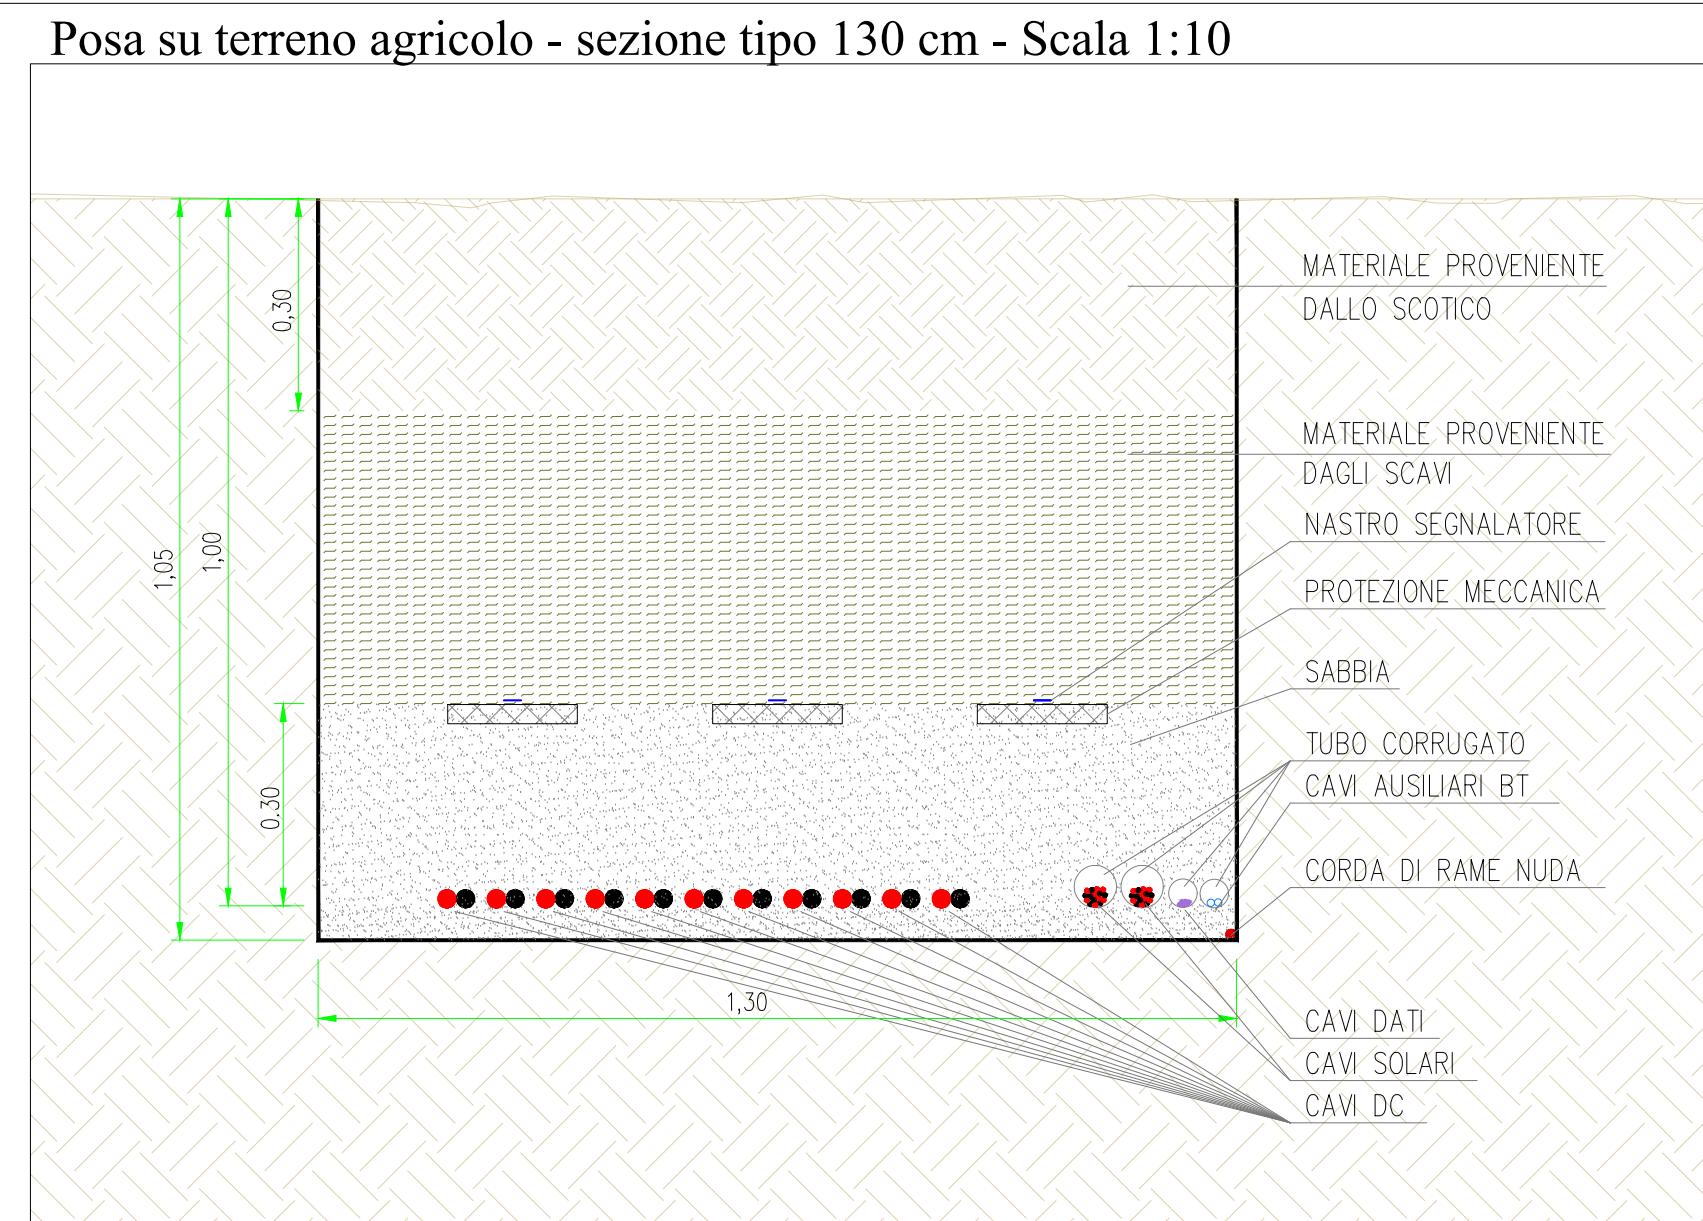 Posa su terreno agricolo - sezione tipo 130 cm - Scala 1:10
MATERIALE PROVENIENTE
DALLO SCOTICO
0,30
MATERIALE PROVENIENTE
DAGLI SCAVI
NASTRO SEGNALATORE
1,05
1,00
PROTEZIONE MECCANICA
SABBIA
TUBO CORRUGATO
CAVI AUSILIARI BT
0.30
CORDA DI RAME NUDA
1,30
CAVI DATI
CAVI SOLARI
CAVI DC